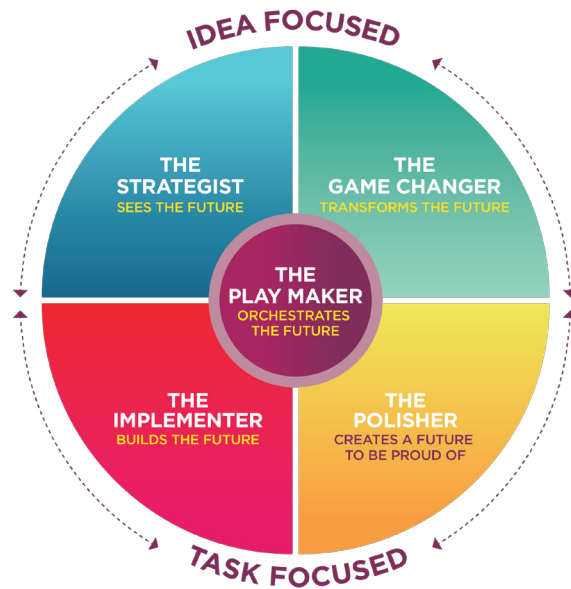 IDEA FOCUSED
THE
STRATEGIST
SEES THE FUTURE
THE
GAME CHANGER
TRANSFORMS THE FUTURE
THE
PLAY MAKER
ORCHESTRATES
THE FUTURE
THE
IMPLEMENTER
BUILDS THE FUTURE
THE
POLISHER
CREATES A FUTURE
TO BE PROUD OF
TASK FOCUSED